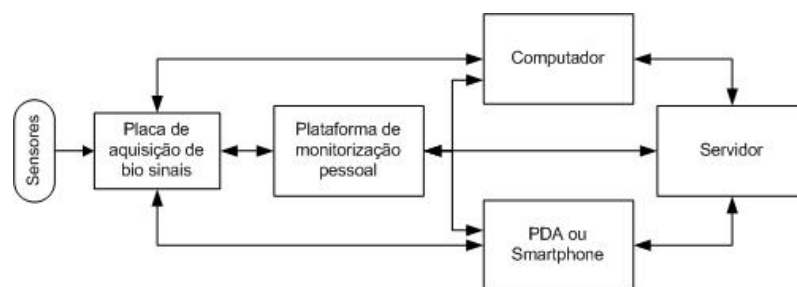 Sensores
Placa de
aquisição de
bio sinais
Plataforma de
monitorização
pessoal
Computador
PDA ou
Smartphone
Servidor